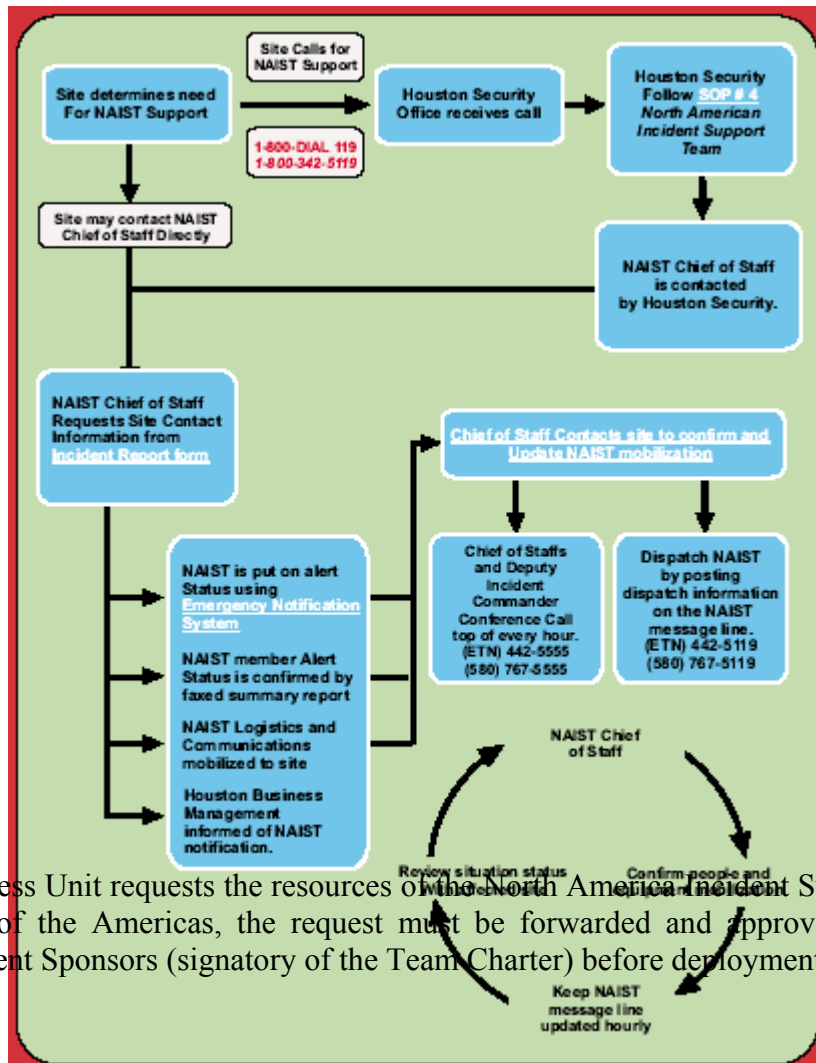 Site Calls for
NAIST Support
Site determines need
For NAIST Support
1-800-DIAL 119
1-800-342-5119
Houston Security
Office receives call
Houston Security
Follow SOP # 4
North American
Incident Support
Team
Site may contact NAIST
Chief of Staff Directly
NAIST Chief of Staff
is contacted
by Houston Security.
NAIST Chief of Staff
Requests Site Contact
Information from
Incident Report form
Chief of Staff Contacts site to confirm and
Update NAIST mobilization
NAIST is put on alert
Status using
Emergency Notification
System
NAIST member Alert
Status is confirmed by
faxed summary report
NAIST Logistics and
Communications
mobilized to site
Houston Business
Management
informed of NAIST
notification.
Chief of Staffs
and Deputy
Incident
Commander
Conference Call
top of every hour.
(ETN) 442-5555
(580) 767-5555
Dispatch NAIST
by posting
dispatch information
on the NAIST
message line.
(ETN) 442-5119
(580) 767-5119
NAIST Chief
of Staff
Confirm people and
equipment
Keep NAIST
message line
updated hourly
Review situation status
With site
ess Unit requests the resources of the North America Incident S
of the Americas, the request must be forwarded and approv
ent Sponsors (signatory of the Team Charter) before deployment